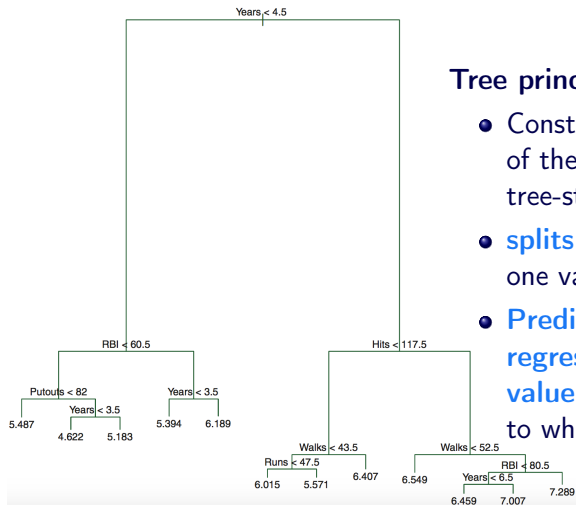 Years < 4.5
Tree princ
Const
of the
tree-st
splits
one va
Predi
regres
value
to wh
RBI < 60.5
Hits < 117.5
Putouts < 82
Years < 3.5
5.487
Years < 3.5
4.622
5.183
5.394
6.189
Walks < 43.5
Walks < 52.5
Runs < 47.5
6.407
6.015
5.571
6.549
RBI < 80.5
Years < 6.5
7.289
6.459
7.007